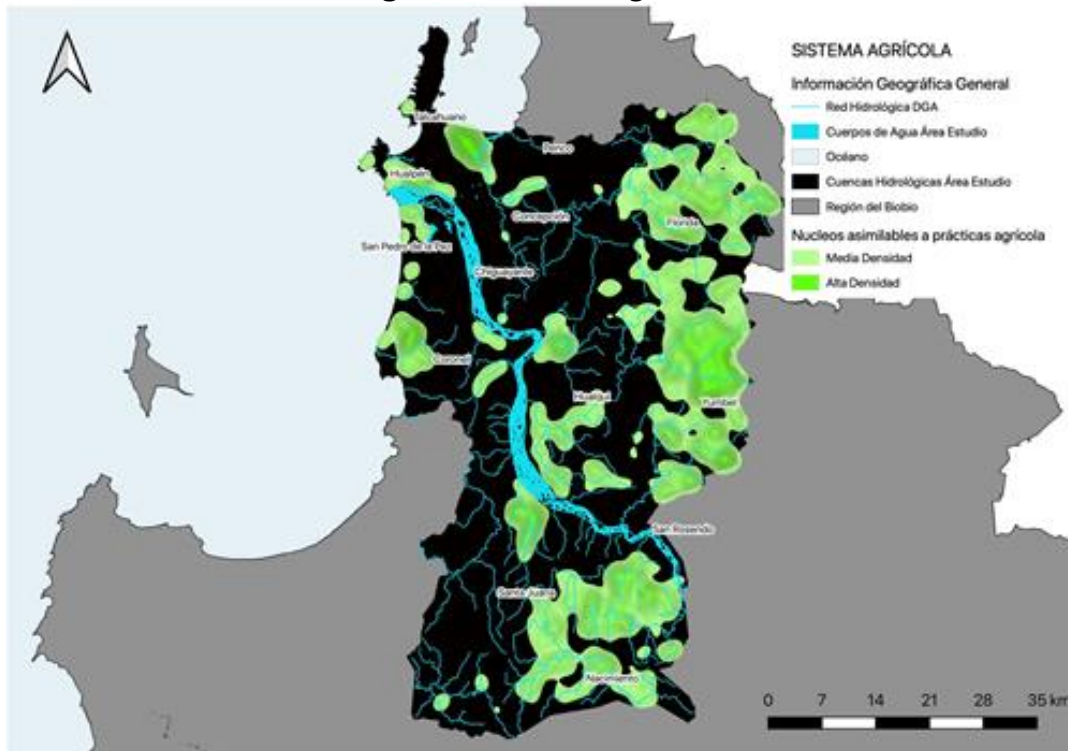 SISTEMA AGRÍCOLA
Información Geográfica General
Red Hidrológica DGA
Cuerpos de Agua Área Estudio
Océano
Cuencas Hidrológicas Área Estudio
Región del Biobio
Nucleos asimilables a prácticas agrícola
Media Densidad
Alta Densidad
Talcahuano
Penco
Hualpén
Concepción
Florida
San Pedro de la
Chiguayante
Coronel
Hualqui
Yumbel
San Rosendo
Santa Juana
Nacimiento
0 7 14 21 28 35 km